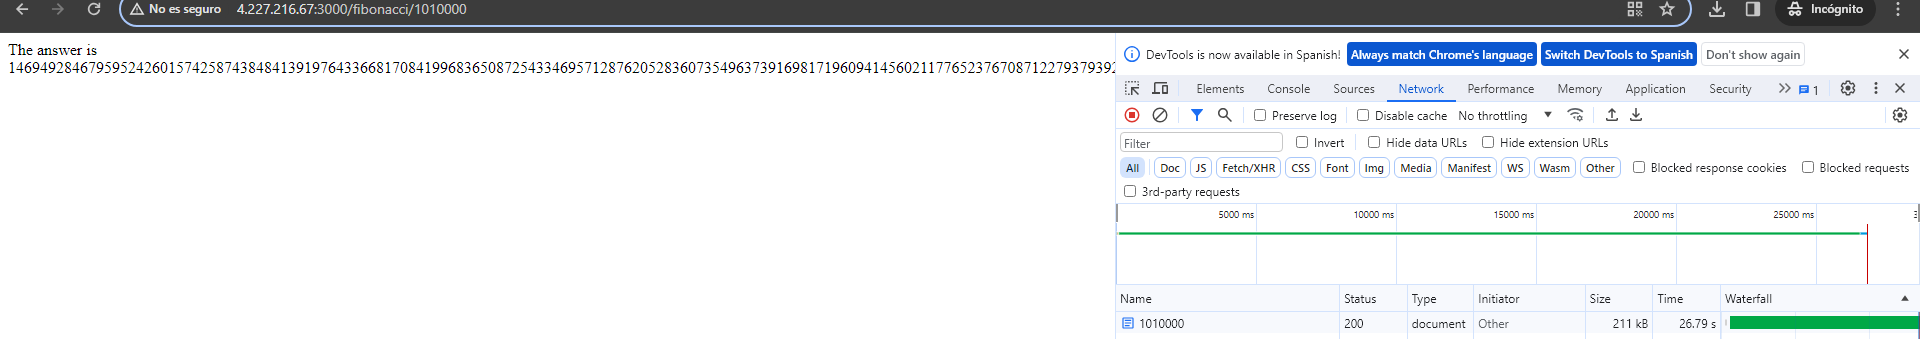 No es seguro 4.227.216.67:3000/fibonacci/1010000 Incógnito
The answer is
DevTools is now available in Spanish! Always match Chrome's language Switch DevTools to Spanish Don't show again
Elements Console Sources Network Performance Memory Application Security 1
Preserve log Disable cache No throttling
Filter Invert Hide data URLs Hide extension URLs
All Doc JS Fetch/XHR CSS Font Img Media Manifest WS Wasm Other Blocked response cookies Blocked requests
3rd-party requests
5000 ms 10000 ms 15000 ms 20000 ms 25000 ms
Name Status Type Initiator Size Time Waterfall
1010000 200 document Other 211 kB 26.79 s